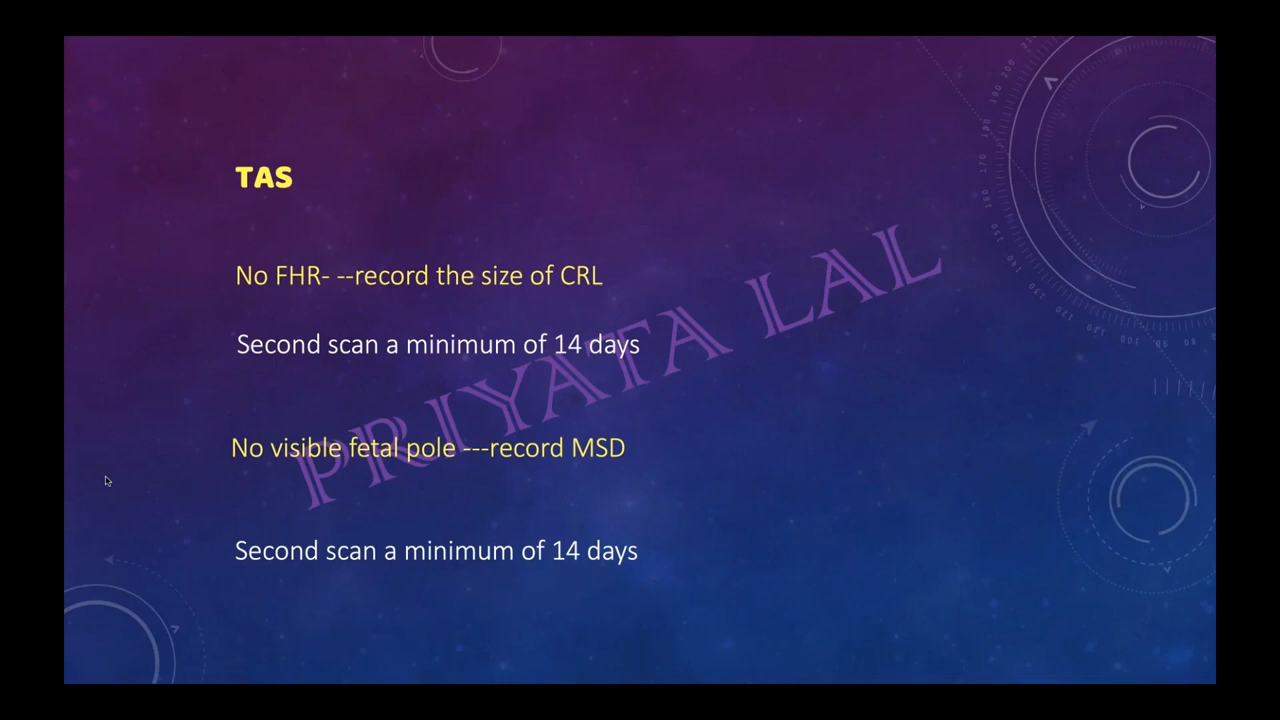 TAS
No FHR- --record the size of CRL
Second scan a minimum of 14 days
No visible fetal pole ---record MSD
Second scan a minimum of 14 days
PRIYATA LAL